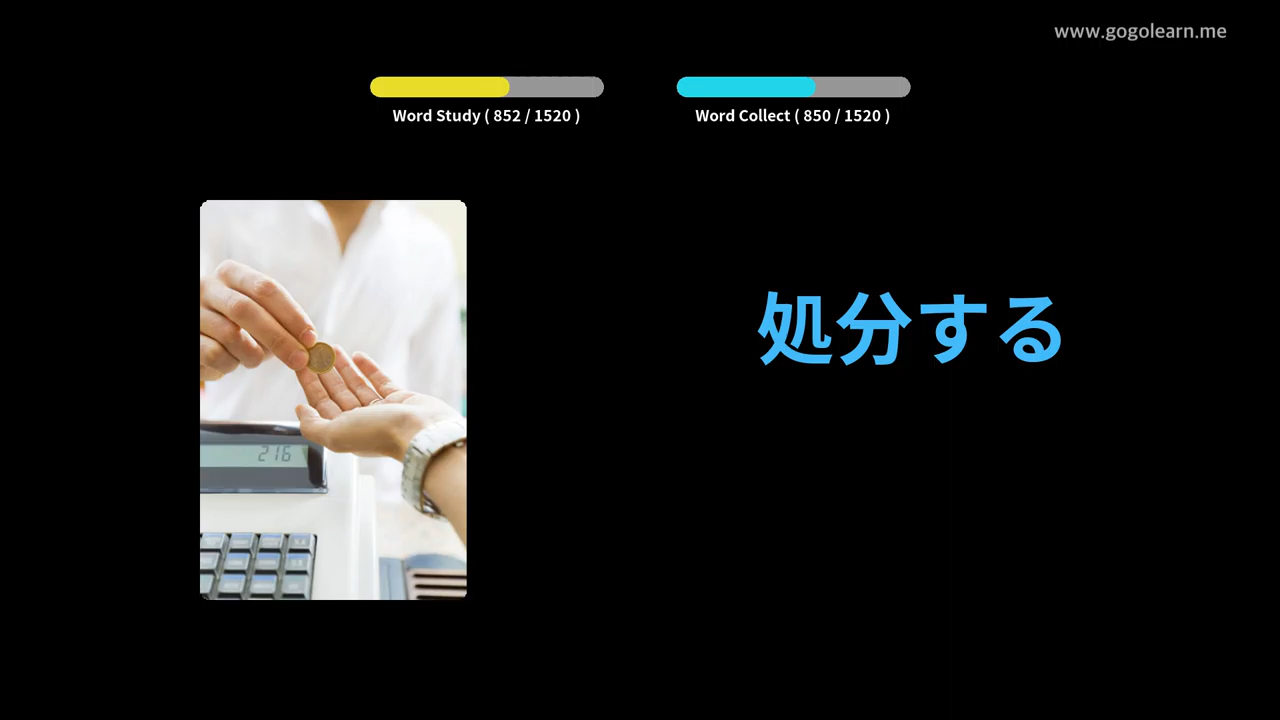 www.gogolearn.me
Word Study ( 852 / 1520 )
Word Collect ( 850 / 1520 )
処分する
216